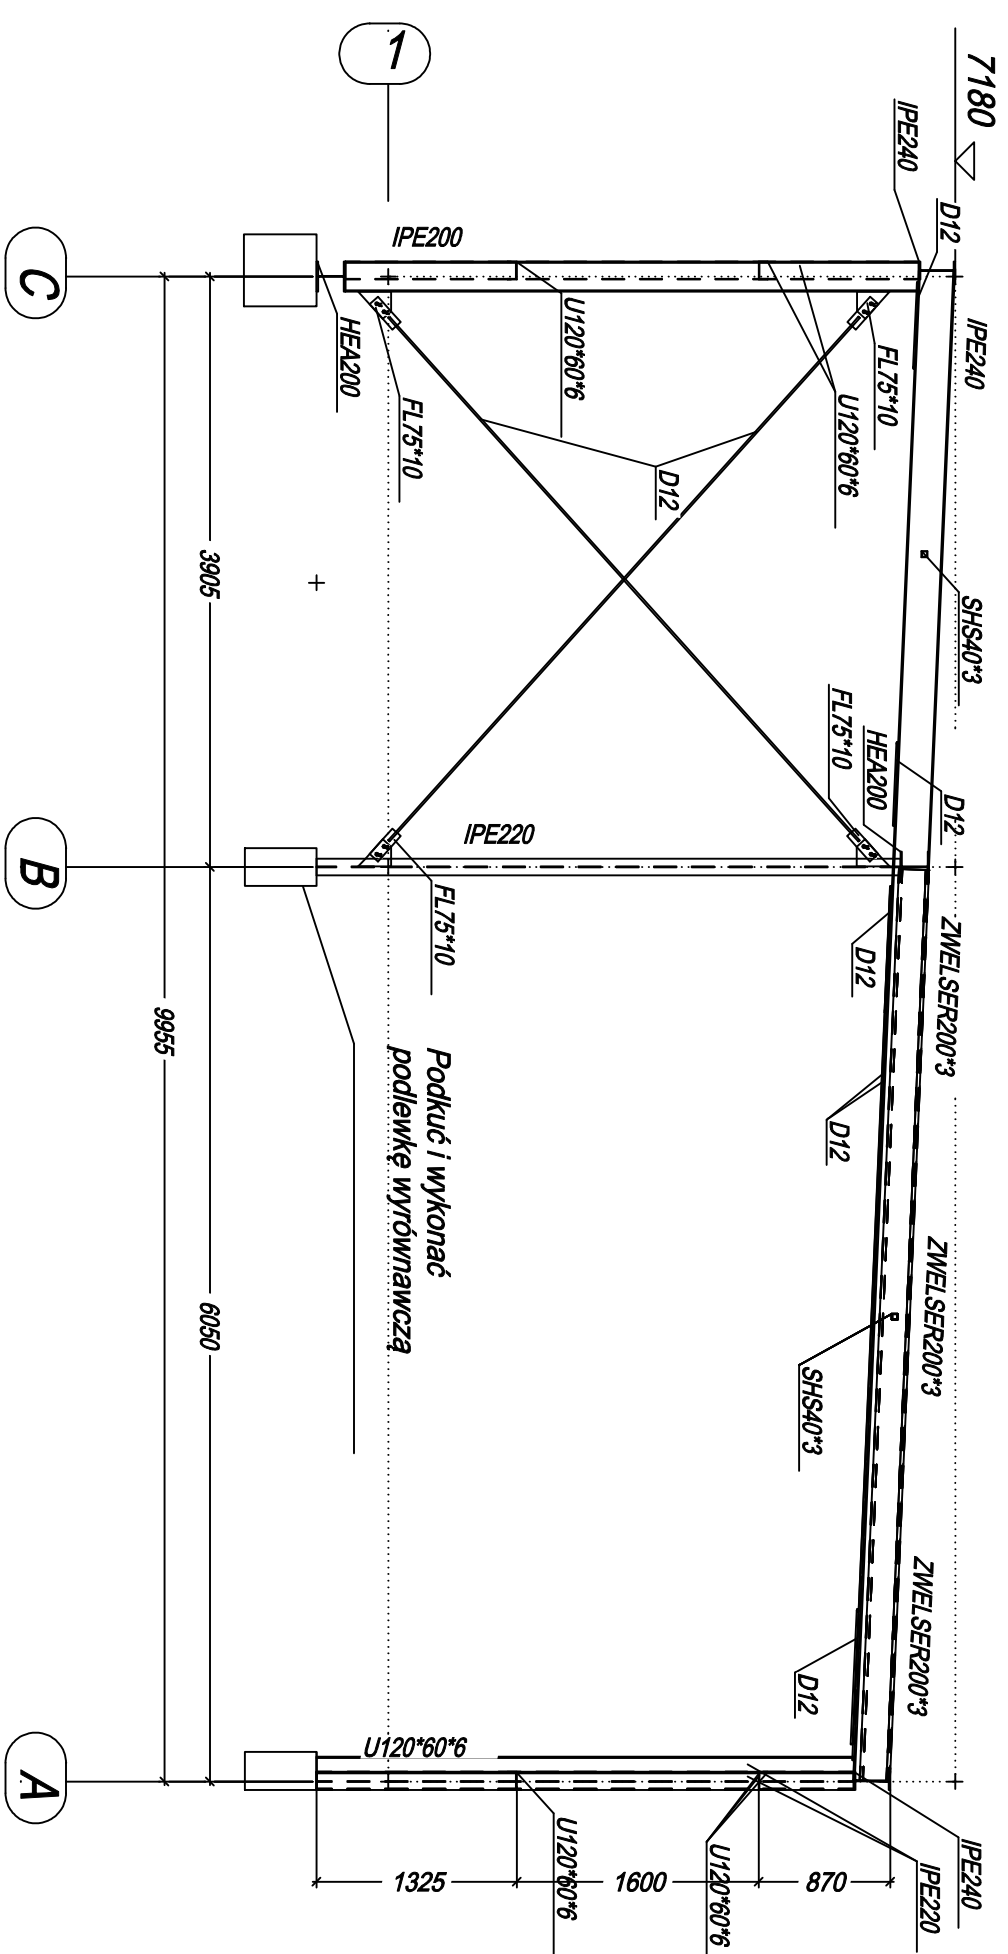 7180
1
IPE240
D12
IPE240
IPE200
HEA200
FL75*10
U120*60*6
FL75*10
U120*60*6
D12
SHS40*3
FL75*10
HEA200
D12
IPE220
FL75*10
D12
ZWELSER200*3
D12
ZWELSER200*3
SHS40*3
ZWELSER200*3
D12
Podkuć i wykonać
podlewkę wyrównawczą
U120*60*6
U120*60*6
U120*60*6
IPE220
IPE240
1325
1600
870
3905
6050
9955
C
B
A